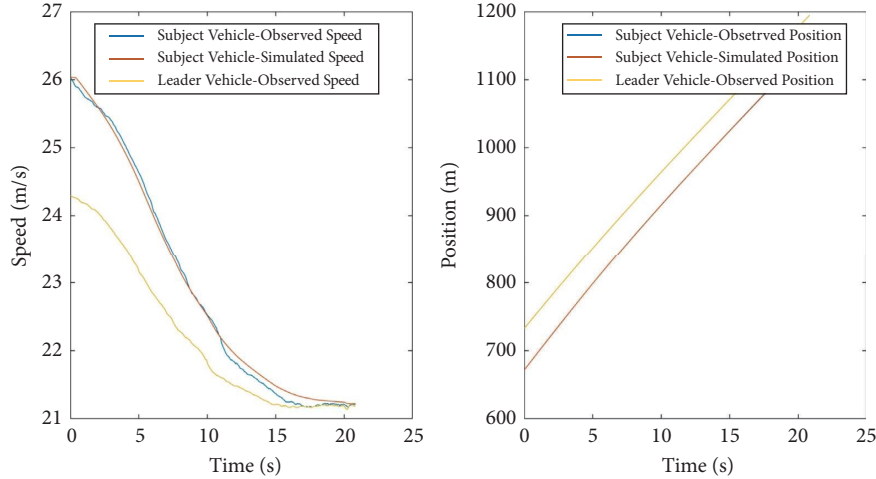 27
26
25
24
23
22
21
Speed (m/s)
0
5
10
15
20
25
Time (s)
Subject Vehicle-Observed Speed
Subject Vehicle-Simulated Speed
Leader Vehicle-Observed Speed
1200
1100
1000
900
800
700
600
Position (m)
0
5
10
15
20
25
Time (s)
Subject Vehicle-Obsetrved Position
Subject Vehicle-Simulated Position
Leader Vehicle-Observed Position